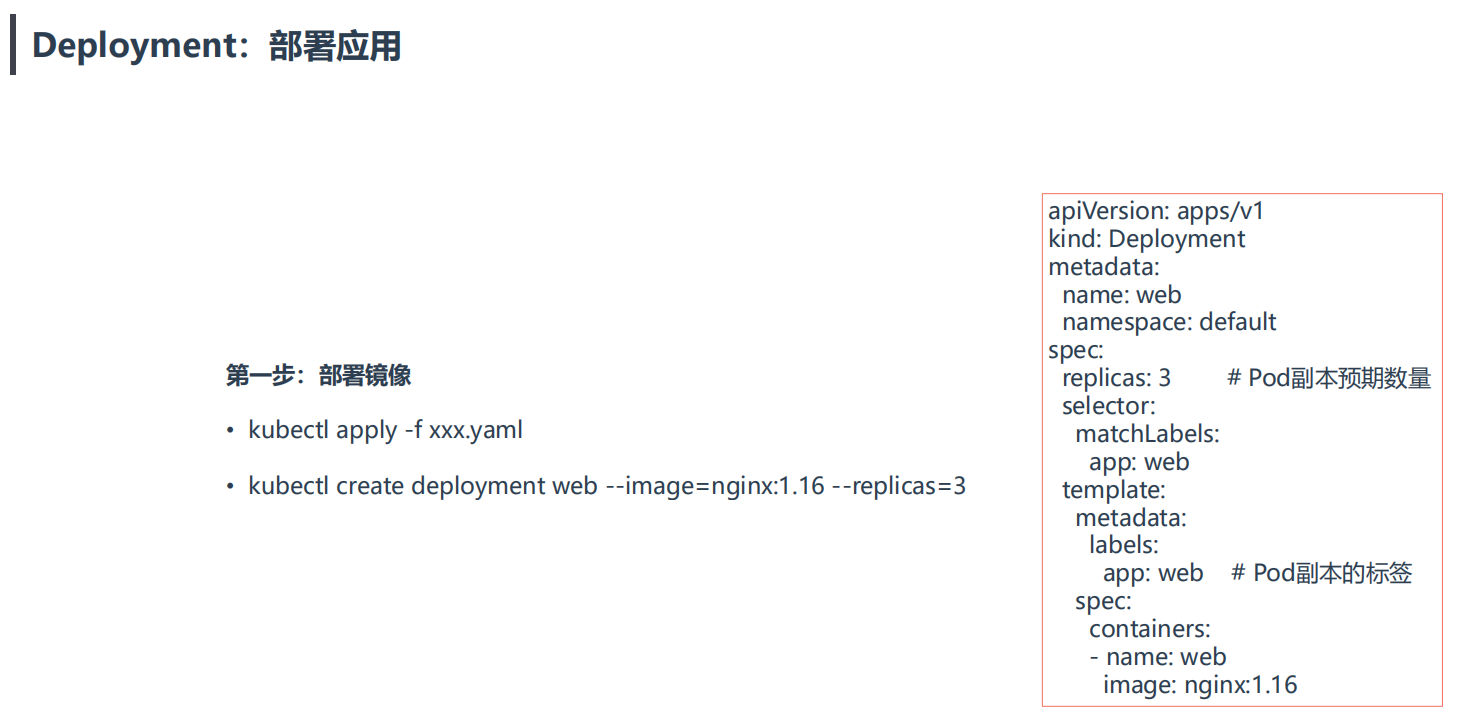 Deployment：部署应用
第一步：部署镜像
• kubectl apply -f xxx.yaml
• kubectl create deployment web --image=nginx:1.16 --replicas=3
apiVersion: apps/v1
kind: Deployment
metadata:
  name: web
  namespace: default
spec:
  replicas: 3        # Pod副本预期数量
  selector:
    matchLabels:
      app: web
  template:
    metadata:
      labels:
        app: web    # Pod副本的标签
    spec:
      containers:
      - name: web
        image: nginx:1.16